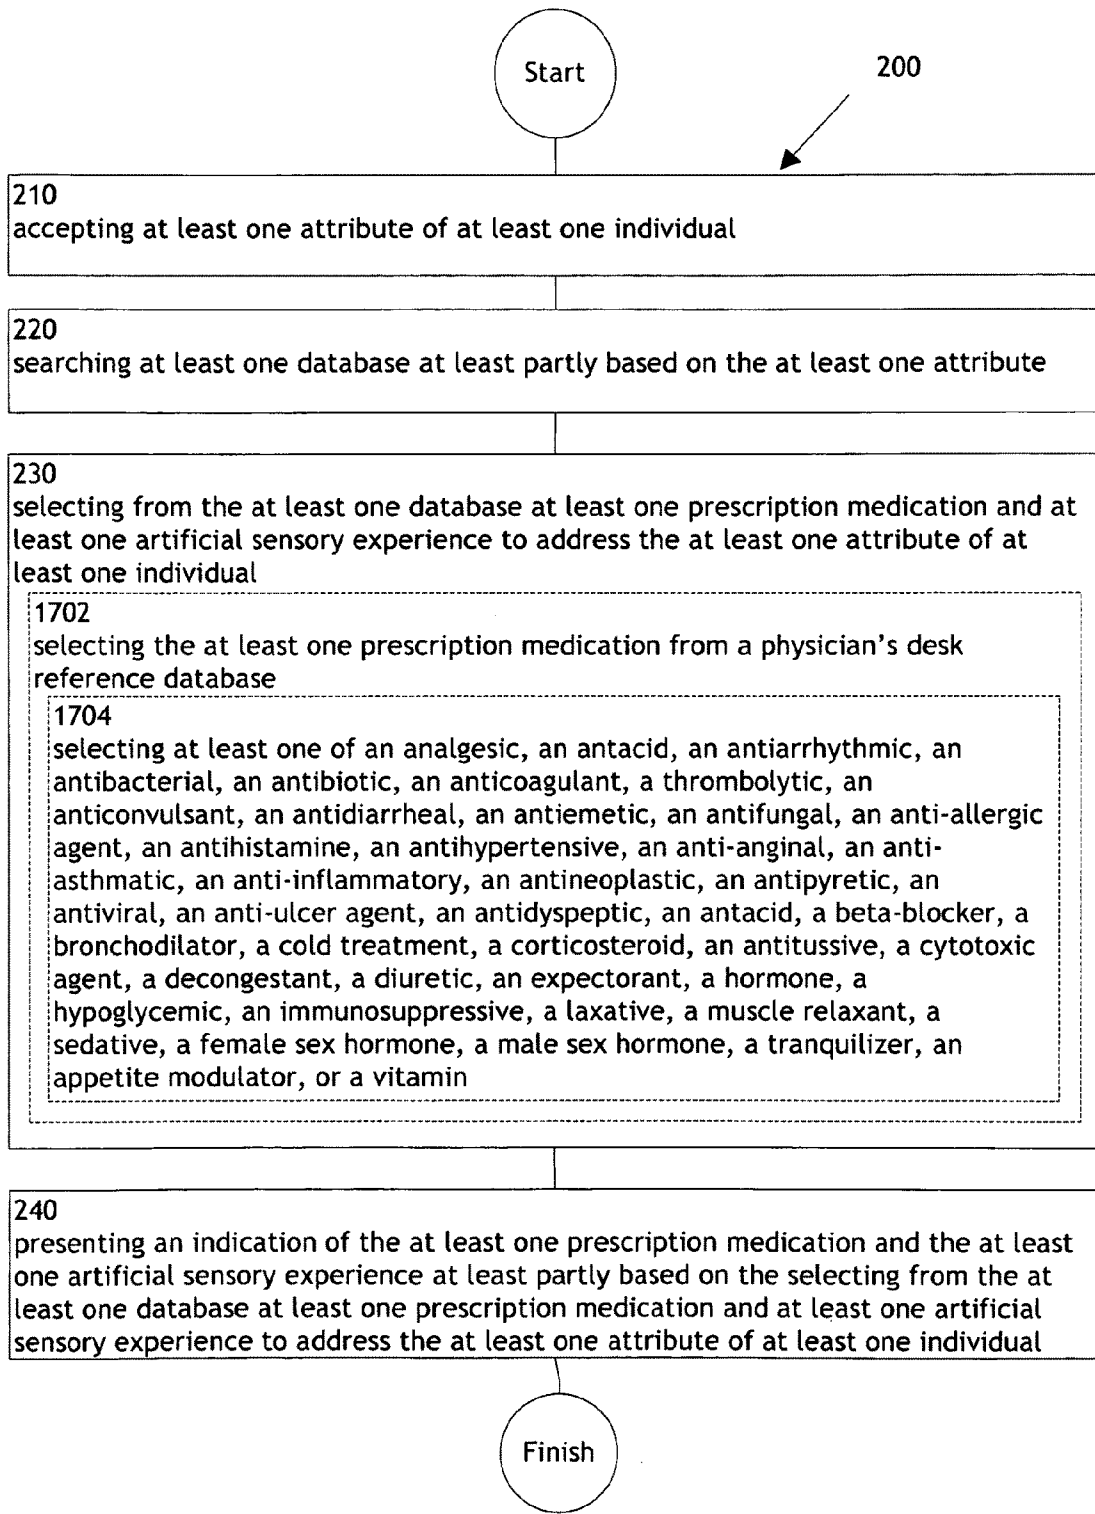 Start
200
210
accepting at least one attribute of at least one individual
220
searching at least one database at least partly based on the at least one attribute
230
selecting from the at least one database at least one prescription medication and at
least one artificial sensory experience to address the at least one attribute of at
least one individual
1702
selecting the at least one prescription medication from a physician's desk
reference database
1704
selecting at least one of an analgesic, an antacid, an antiarrhythmic, an
antibacterial, an antibiotic, an anticoagulant, a thrombolytic, an
anticonvulsant, an antidiarrheal, an antiemetic, an antifungal, an anti-allergic
agent, an antihistamine, an antihypertensive, an anti-anginal, an anti-
asthmatic, an anti-inflammatory, an antineoplastic, an antipyretic, an
antiviral, an anti-ulcer agent, an antidyspeptic, an antacid, a beta-blocker, a
bronchodilator, a cold treatment, a corticosteroid, an antitussive, a cytotoxic
agent, a decongestant, a diuretic, an expectorant, a hormone, a
hypoglycemic, an immunosuppressive, a laxative, a muscle relaxant, a
sedative, a female sex hormone, a male sex hormone, a tranquilizer, an
appetite modulator, or a vitamin
240
presenting an indication of the at least one prescription medication and the at least
one artificial sensory experience at least partly based on the selecting from the at
least one database at least one prescription medication and at least one artificial
sensory experience to address the at least one attribute of at least one individual
Finish